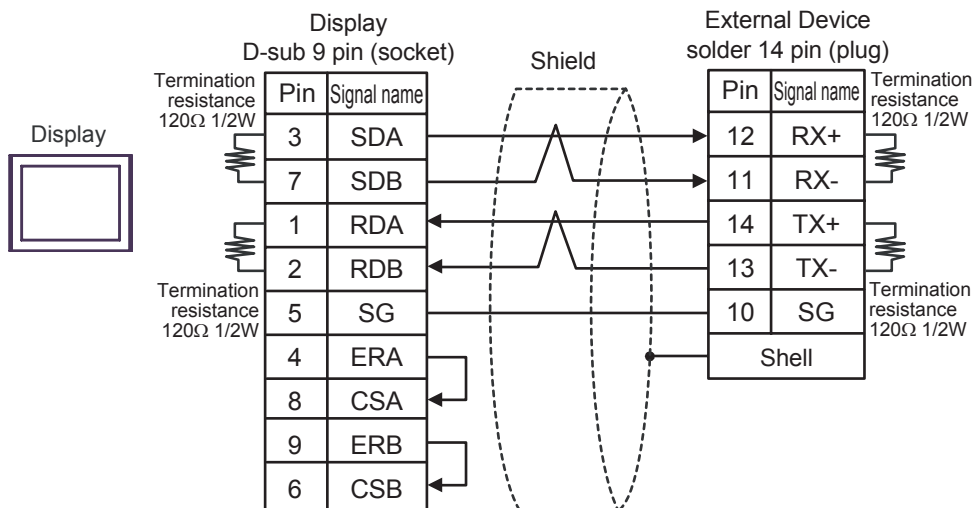 Display
D-sub 9 pin (socket)
Shield
External Device
solder 14 pin (plug)
Display
Termination
resistance
120Ω 1/2W
Pin Signal name
3 SDA
7 SDB
1 RDA
2 RDB
5 SG
4 ERA
8 CSA
9 ERB
6 CSB
Termination
resistance
120Ω 1/2W
Pin Signal name
12 RX+
11 RX-
14 TX+
13 TX-
10 SG
Shell
Termination
resistance
120Ω 1/2W
Termination
resistance
120Ω 1/2W